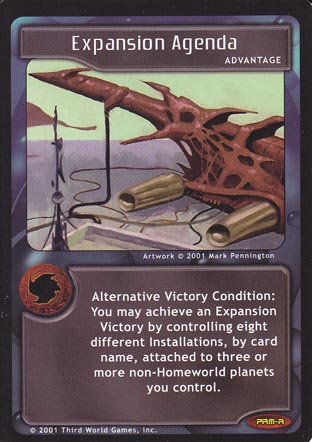 Expansion Agenda
ADVANTAGE
Artwork © 2001 Mark Pennington
Alternative Victory Condition:
You may achieve an Expansion
Victory by controlling eight
different Installations, by card
name, attached to three or
more non-Homeworld planets
you control.
© 2001 Third World Games, Inc.
PRM-R